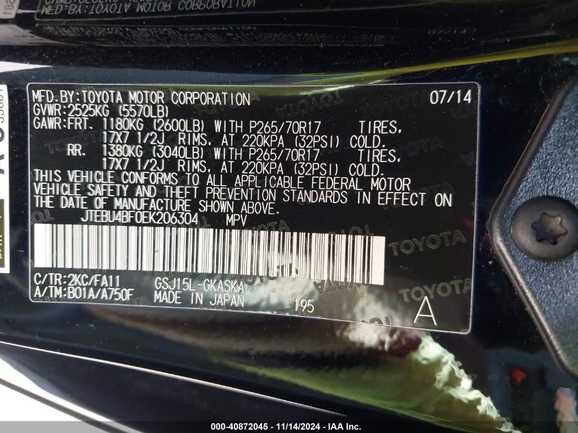 MFD.BY:TOYOTA MOTOR CORPORATION 07/14
GVWR:2525KG (5570LB)
GAWR:FRT. 1180KG (2600LB) WITH P265/70R17 TIRES,
17X7 1/2J RIMS, AT 220KPA (32PSI) COLD.
RR. 1380KG (3040LB) WITH P265/70R17 TIRES,
17X7 1/2J RIMS, AT 220KPA (32PSI) COLD.
THIS VEHICLE CONFORMS TO ALL APPLICABLE FEDERAL MOTOR
VEHICLE SAFETY AND THEFT PREVENTION STANDARDS IN EFFECT ON
THE DATE OF MANUFACTURE SHOWN ABOVE.
JTEBU4BF0EK206304 MPV
C/TR:2KC/FA11 GSJ15L-GKASKA
A/TM:B01A/A750F MADE IN JAPAN 195
A
000-40872045 - 11/14/2024 - IAA Inc.